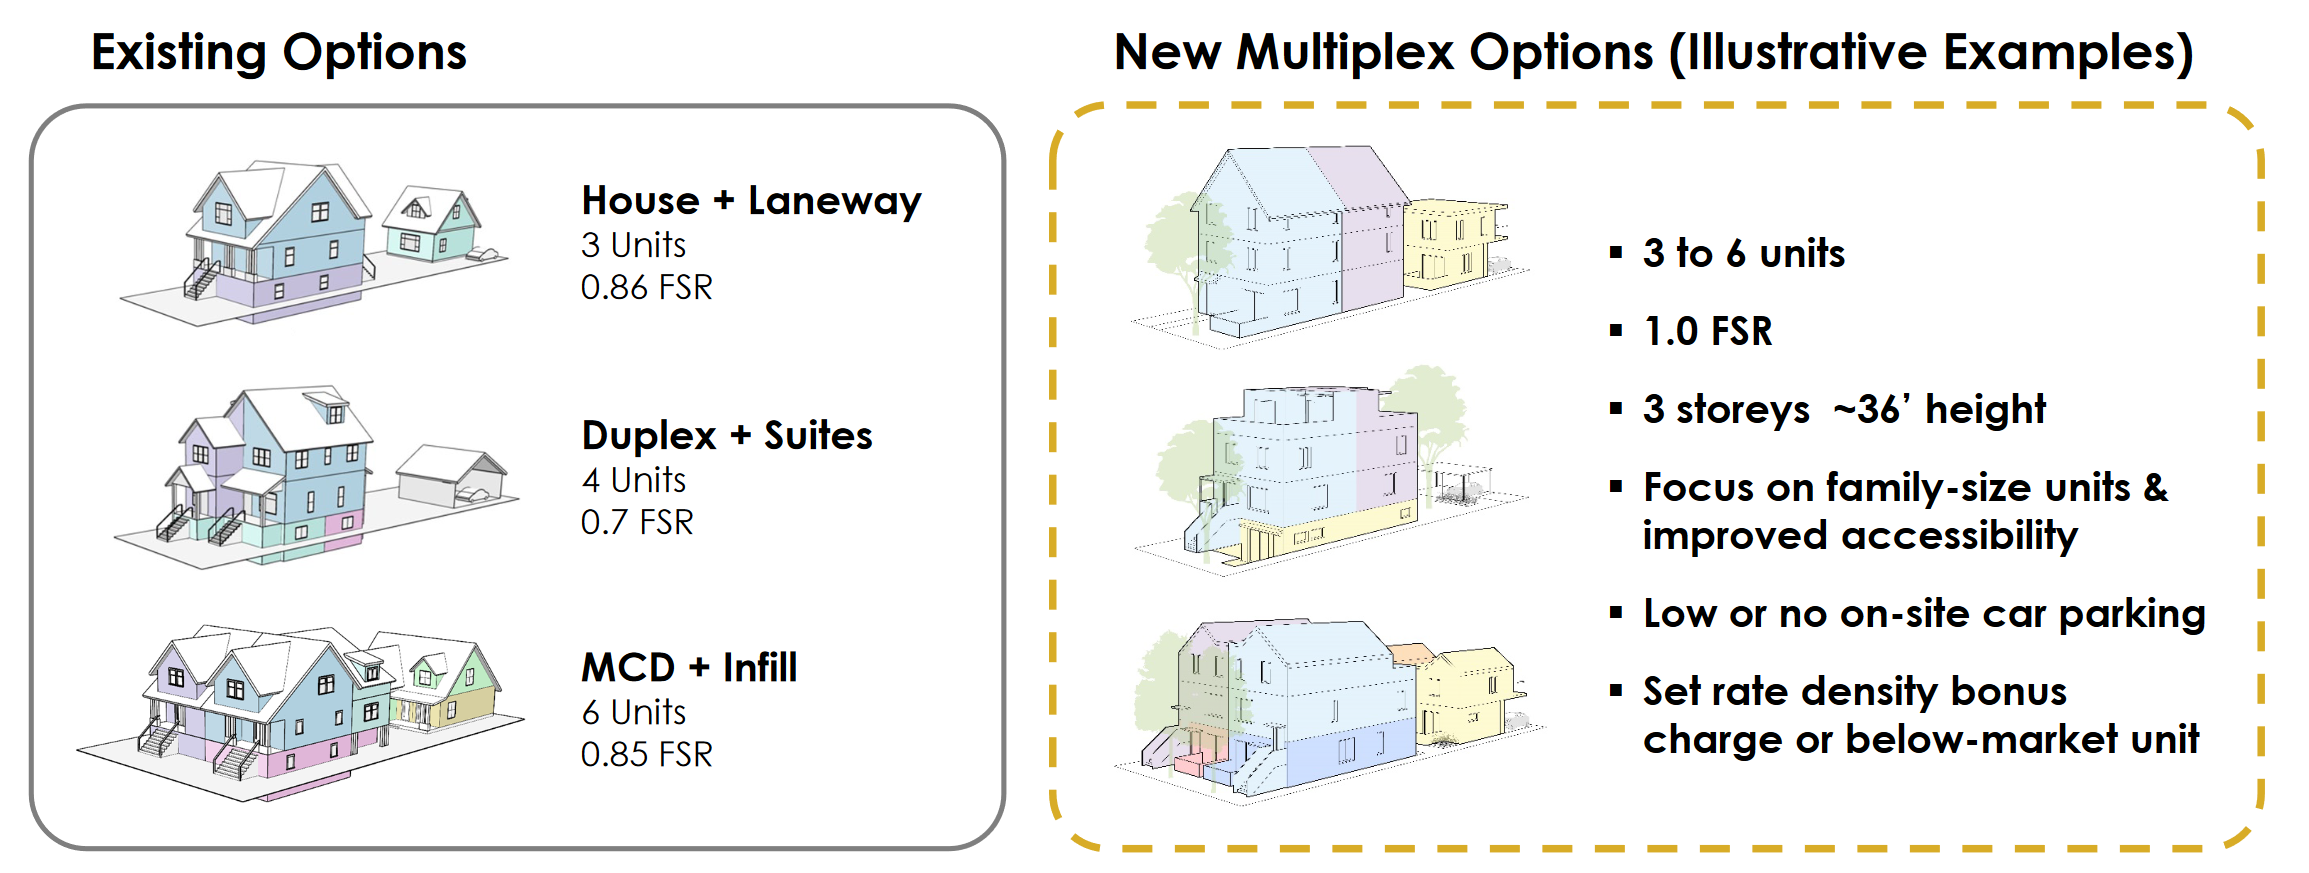 Existing Options
House + Laneway
3 Units
0.86 FSR
Duplex + Suites
4 Units
0.7 FSR
MCD + Infill
6 Units
0.85 FSR
New Multiplex Options (Illustrative Examples)
▪ 3 to 6 units
▪ 1.0 FSR
▪ 3 storeys ~36’ height
▪ Focus on family-size units &
improved accessibility
▪ Low or no on-site car parking
▪ Set rate density bonus
charge or below-market unit